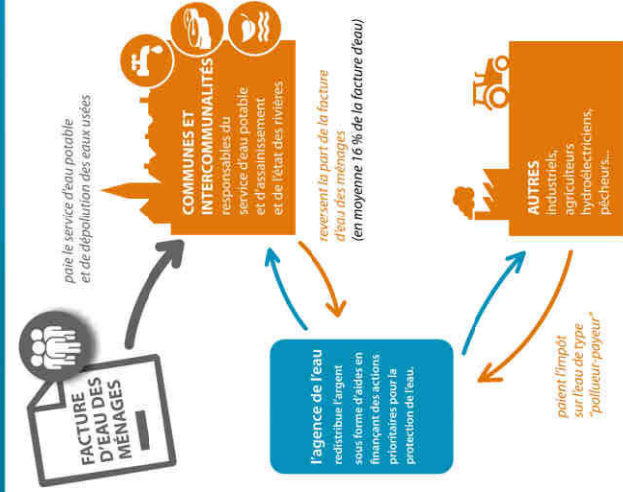 FACTURE
D'EAU DES
MÉNAGES
paie le service d'eau potable
et de dépollution des eaux usées
COMMUNES ET
INTERCOMMUNALITÉS
responsables du
service d'eau potable
et d'assainissement
et de l'état des rivières
reversent la part de la facture
d'eau des ménages
(en moyenne 16 % de la facture d'eau)
l'agence de l'eau
redistribue l'argent
sous forme d'aides en
finançant des actions
prioritaires pour la
protection de l'eau.
paient l'impôt
sur l'eau de type
"pollueur-payeur"
AUTRES
industriels,
agriculteurs
hydroélectriciens,
pêcheurs...